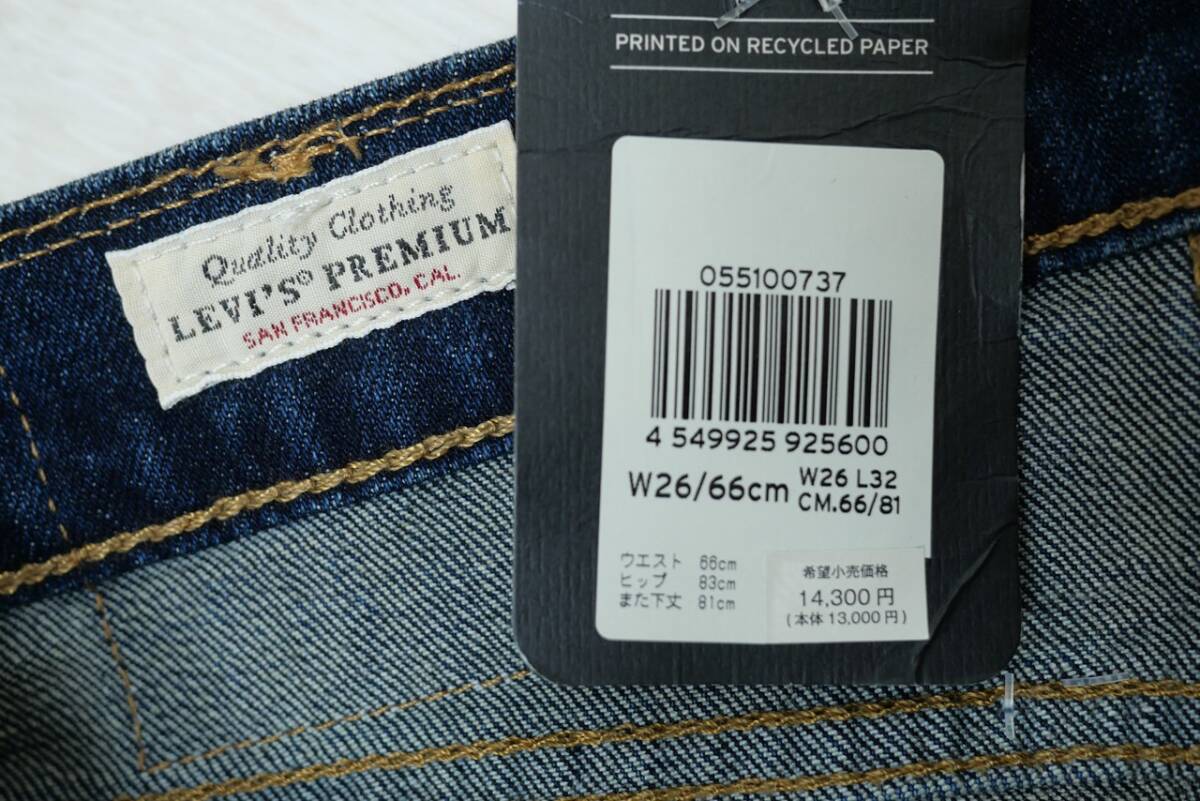 PRINTED ON RECYCLED PAPER
Quality Clothing
LEVI'S® PREMIUM
SAN FRANCISCO, CAL.
055100737
4 549925 925600
W26/66cm
W26 L32
CM.66/81
ウエスト 66cm
ヒップ 83cm
また下丈 81cm
希望小売価格
14,300円
(本体13,000円)